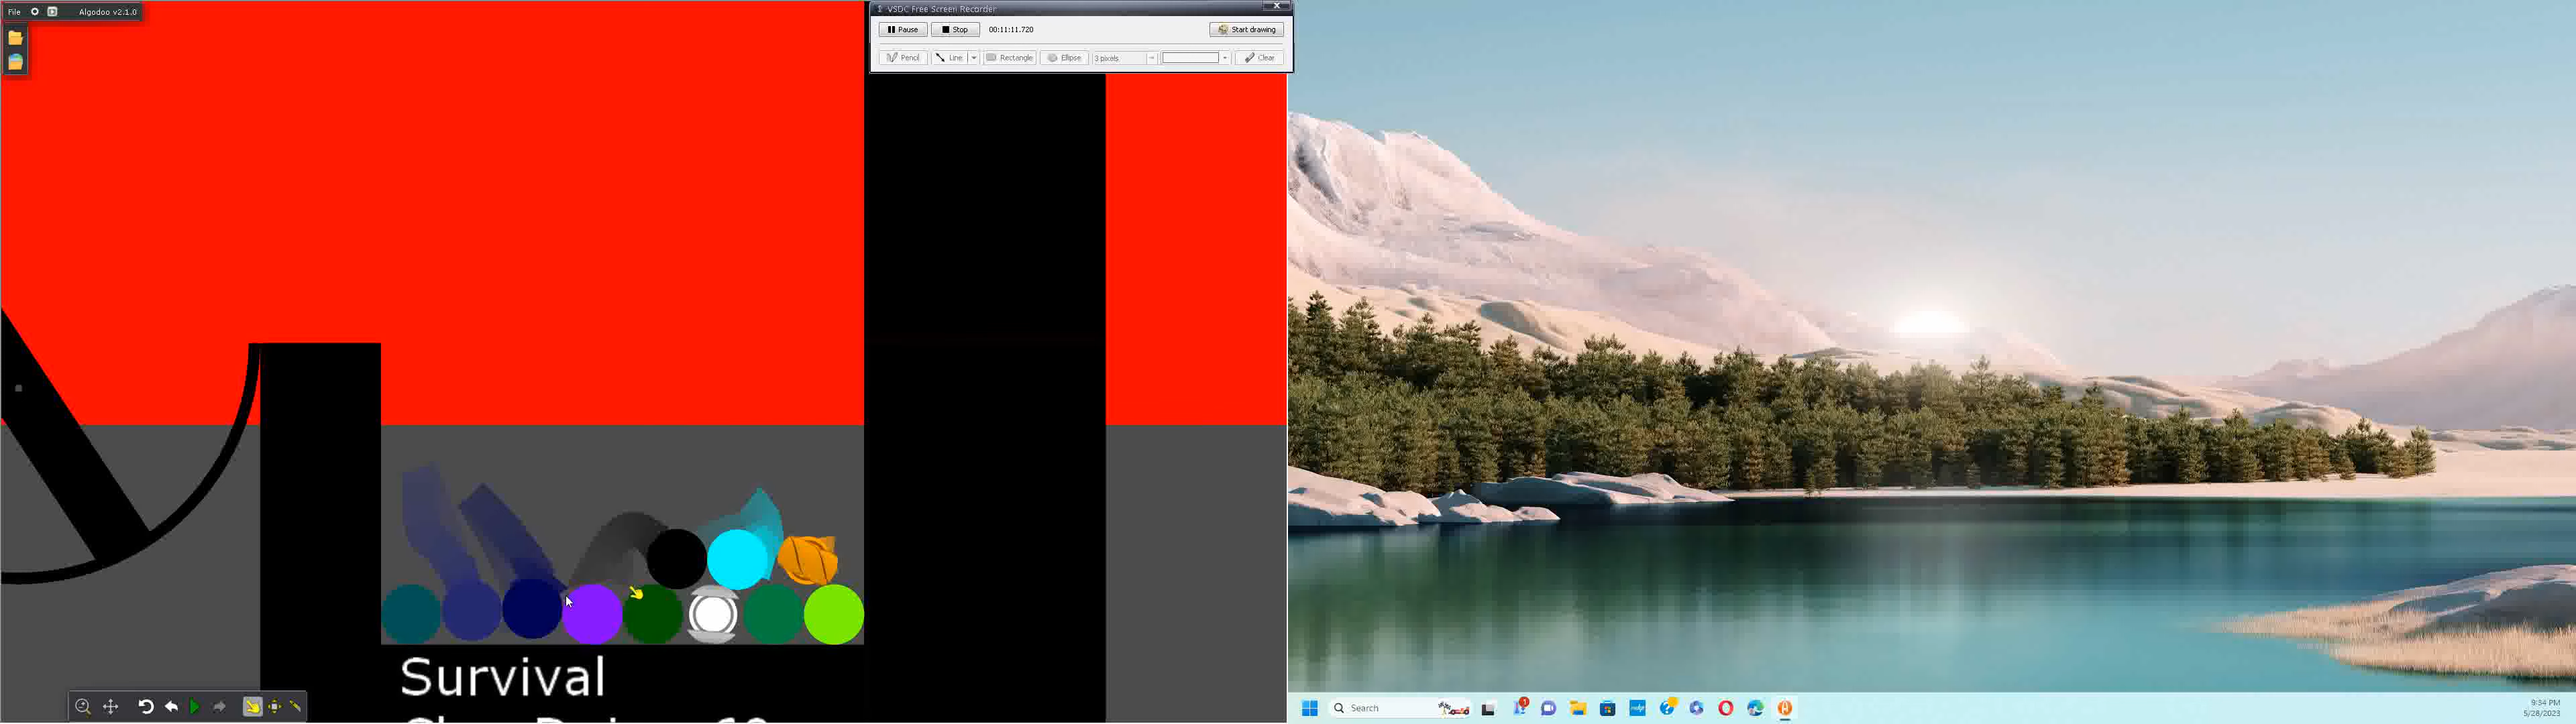 File Algodoo v2.1.0
VSDC Free Screen Recorder
Pause Stop 00:11:11.720 Start drawing
Pencil Line Rectangle Ellipse 3 pixels Clear
Survival
Search
9:34 PM
5/28/2023